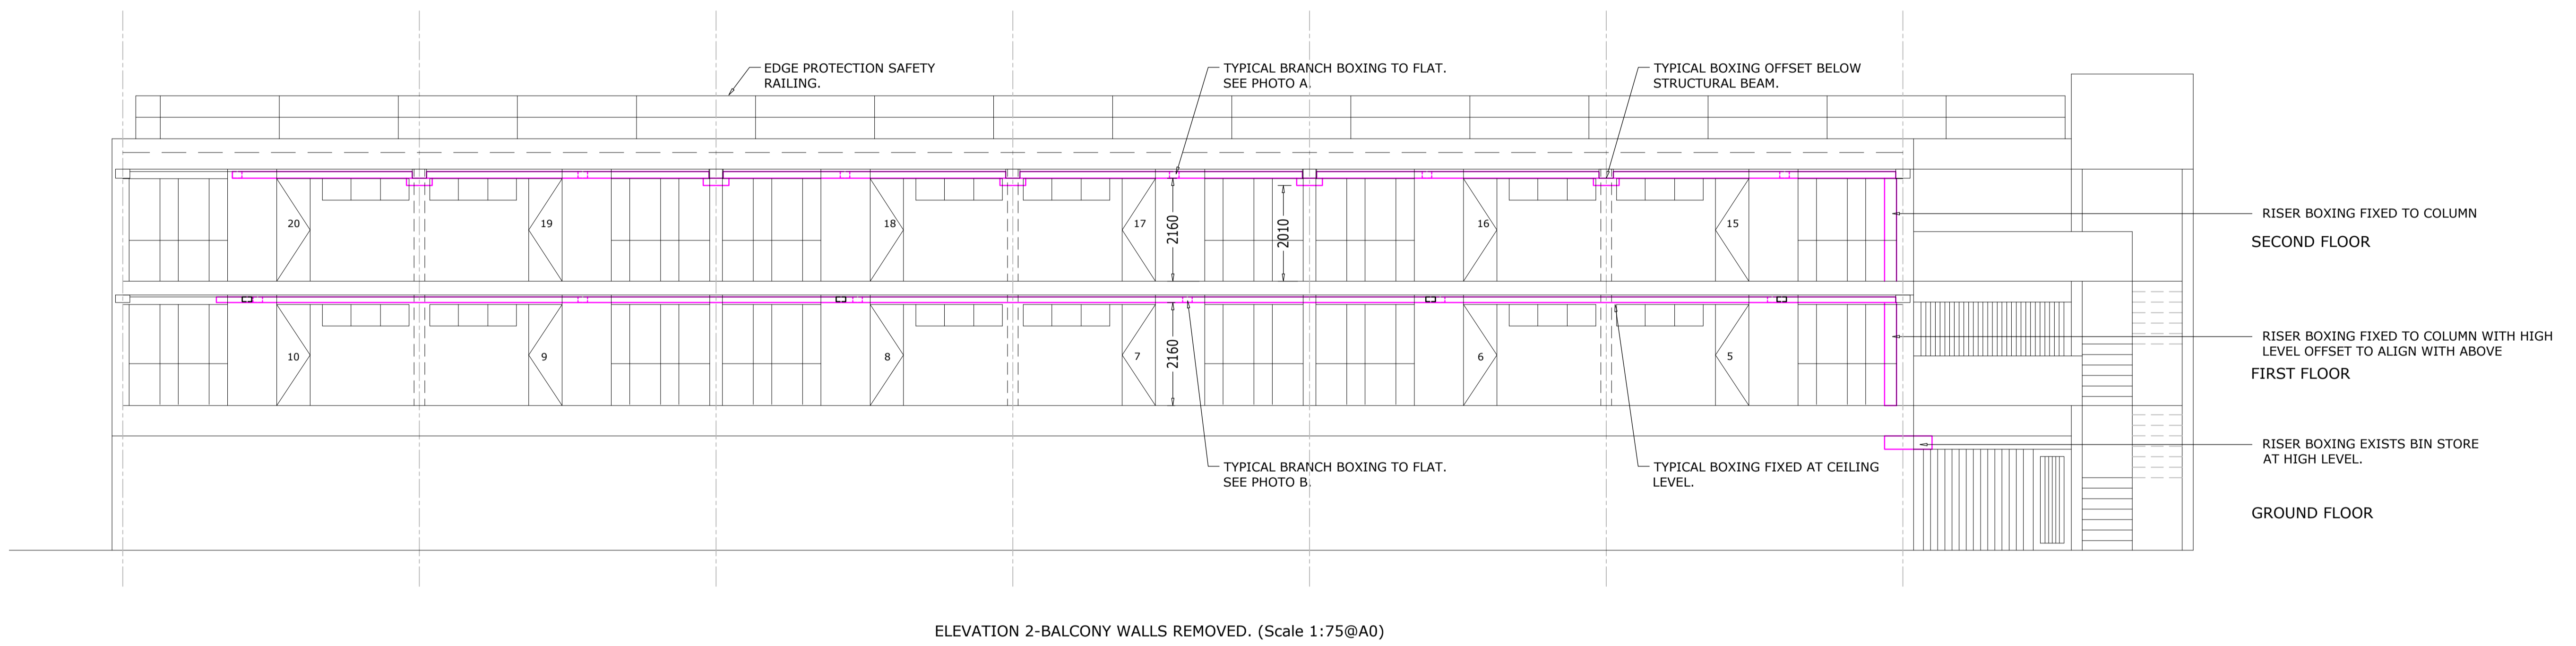 EDGE PROTECTION SAFETY
RAILING.
TYPICAL BRANCH BOXING TO FLAT.
SEE PHOTO A.
TYPICAL BOXING OFFSET BELOW
STRUCTURAL BEAM.
20
19
18
17
2160
2010
16
15
RISER BOXING FIXED TO COLUMN
SECOND FLOOR
10
9
8
7
2160
6
5
RISER BOXING FIXED TO COLUMN WITH HIGH
LEVEL OFFSET TO ALIGN WITH ABOVE
FIRST FLOOR
TYPICAL BRANCH BOXING TO FLAT.
SEE PHOTO B.
TYPICAL BOXING FIXED AT CEILING
LEVEL.
RISER BOXING EXISTS BIN STORE
AT HIGH LEVEL.
GROUND FLOOR
ELEVATION 2-BALCONY WALLS REMOVED. (Scale 1:75@A0)